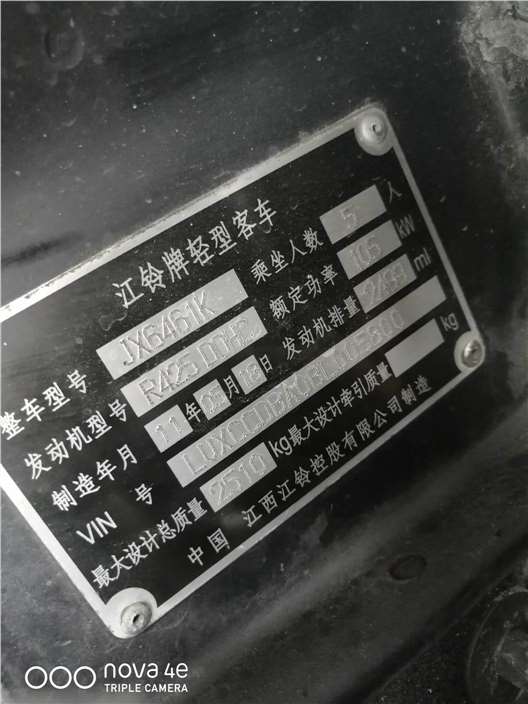 江铃牌轻型客车
整车型号 JX6461K 乘坐人数 5 人
发动机型号 额定功率 105 kW
制造年月 11 年 月 日 发动机排量 ml
VIN 号
最大设计总质量 2510 kg 最大设计牵引质量 kg
中国 江西江铃控股有限公司制造
nova 4e
TRIPLE CAMERA